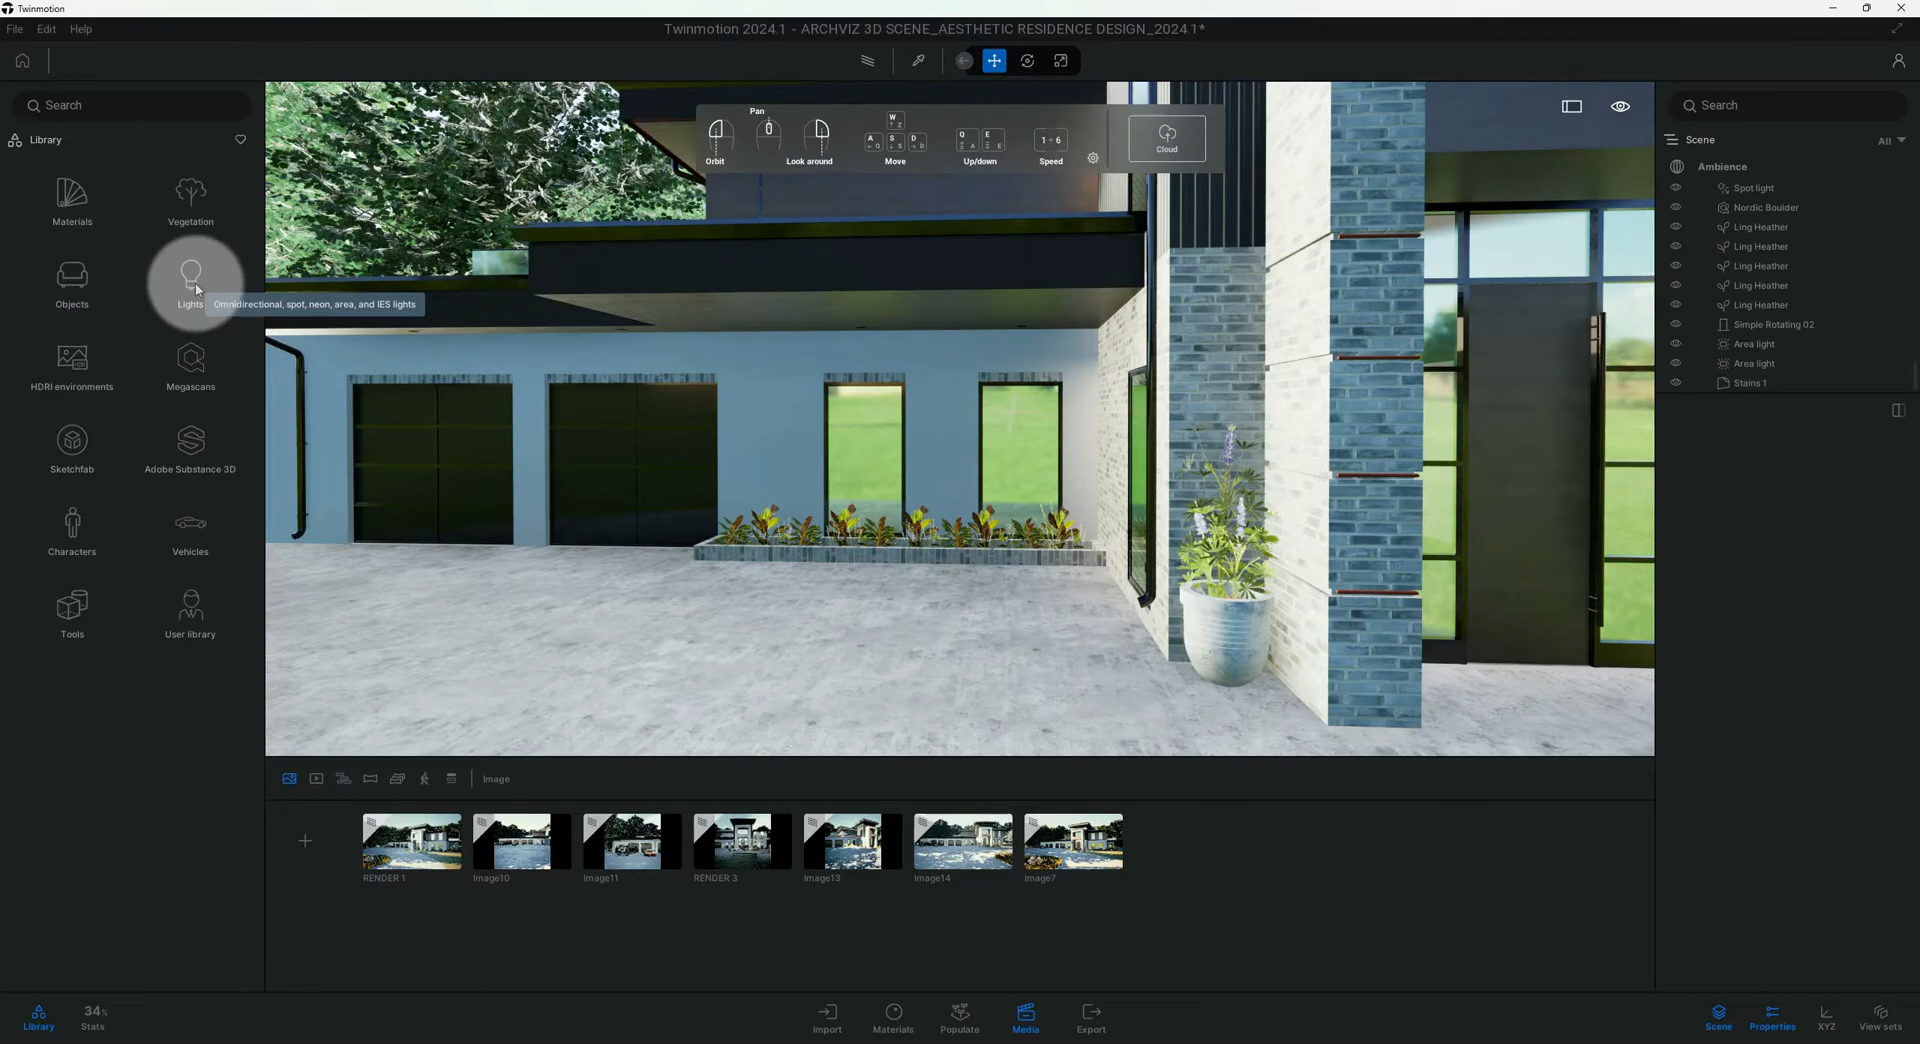 Twinmotion
File Edit Help
Twinmotion 2024.1 - ARCHVIZ 3D SCENE_AESTHETIC RESIDENCE DESIGN_2024.1*
Search
Library
Materials
Vegetation
Objects
Lights
Omnidirectional, spot, neon, area, and IES lights
HDRI environments
Megascans
Sketchfab
Adobe Substance 3D
Characters
Vehicles
Tools
User library
Pan
Orbit
Look around
W
↑ Z
A
← Q
S
↓ S
D
→ D
Move
Q
↥ A
E
↧ E
Up/down
1 - 6
Speed
Cloud
Search
Scene
All
Ambience
Spot light
Nordic Boulder
Ling Heather
Ling Heather
Ling Heather
Ling Heather
Ling Heather
Simple Rotating 02
Area light
Area light
Stains 1
Image
RENDER 1
Image10
Image11
RENDER 3
Image13
Image14
Image7
Library
34%
Stats
Import
Materials
Populate
Media
Export
Scene
Properties
XYZ
View sets